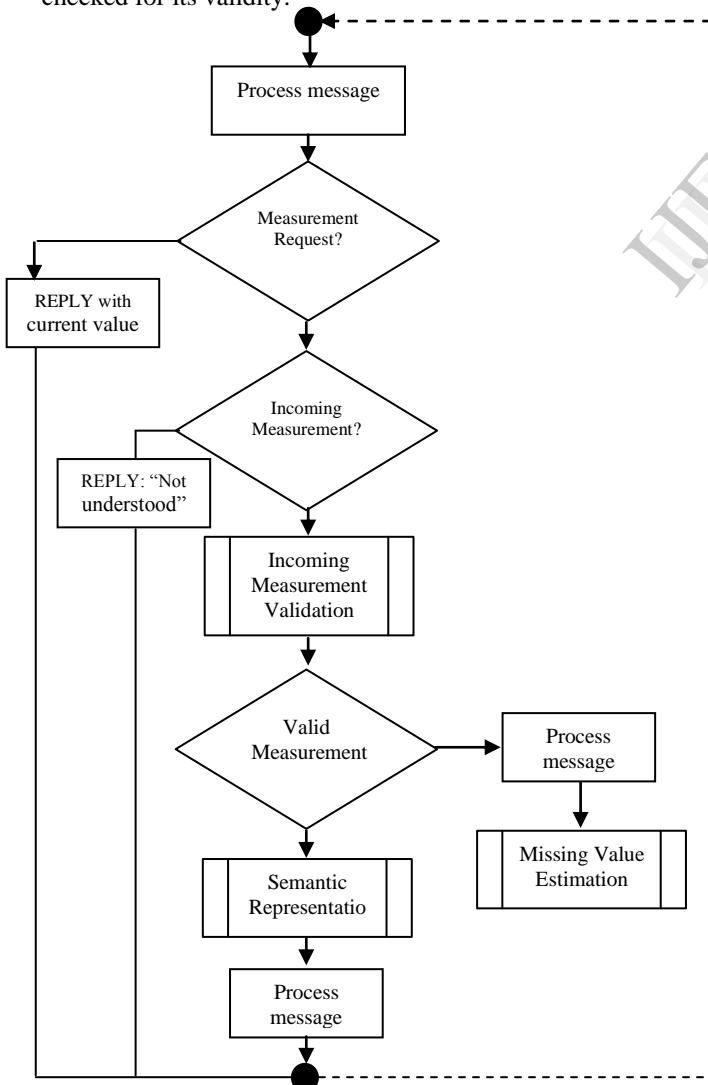 checked for its validity.
Process message
Measurement
Request?
REPLY with
current value
Incoming
Measurement?
REPLY: “Not
understood”
Incoming
Measurement
Validation
Valid
Measurement
Process
message
Missing Value
Estimation
Semantic
Representatio
Process
message